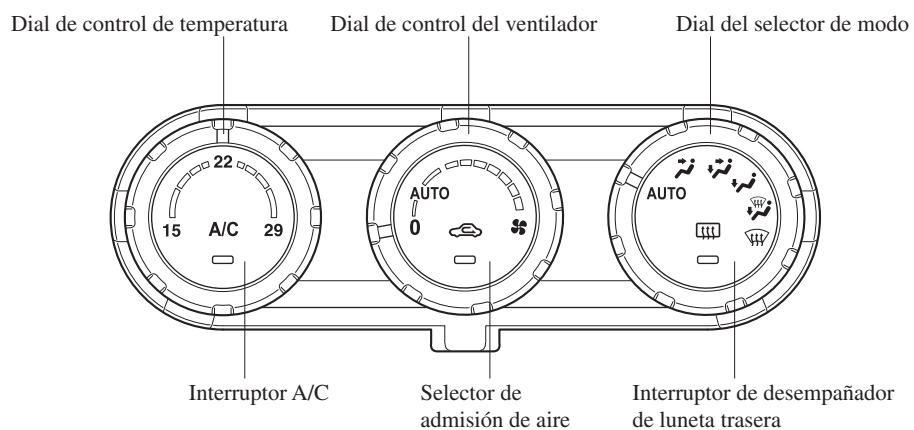 Dial de control de temperatura
Dial de control del ventilador
Dial del selector de modo
22
15
A/C
29
AUTO
0
AUTO
Interruptor A/C
Selector de
admisión de aire
Interruptor de desempañador
de luneta trasera